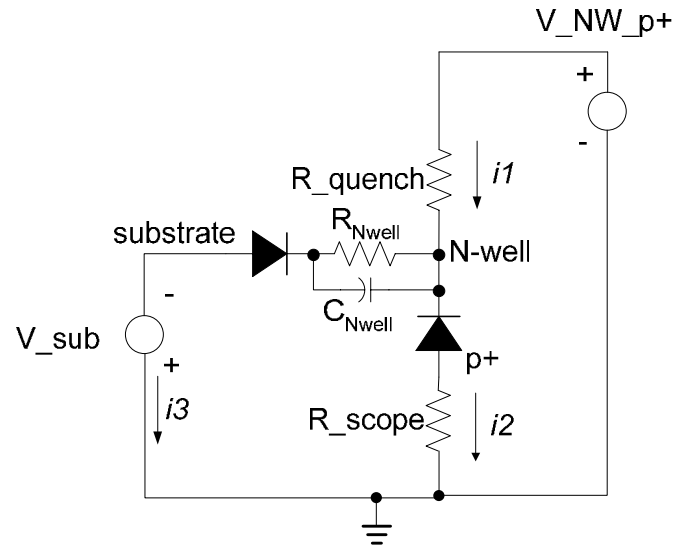 V_NW_p+
+
-
R_quench
i1
R_Nwell
substrate
N-well
-
C_Nwell
V_sub
p+
+
i3
R_scope
i2